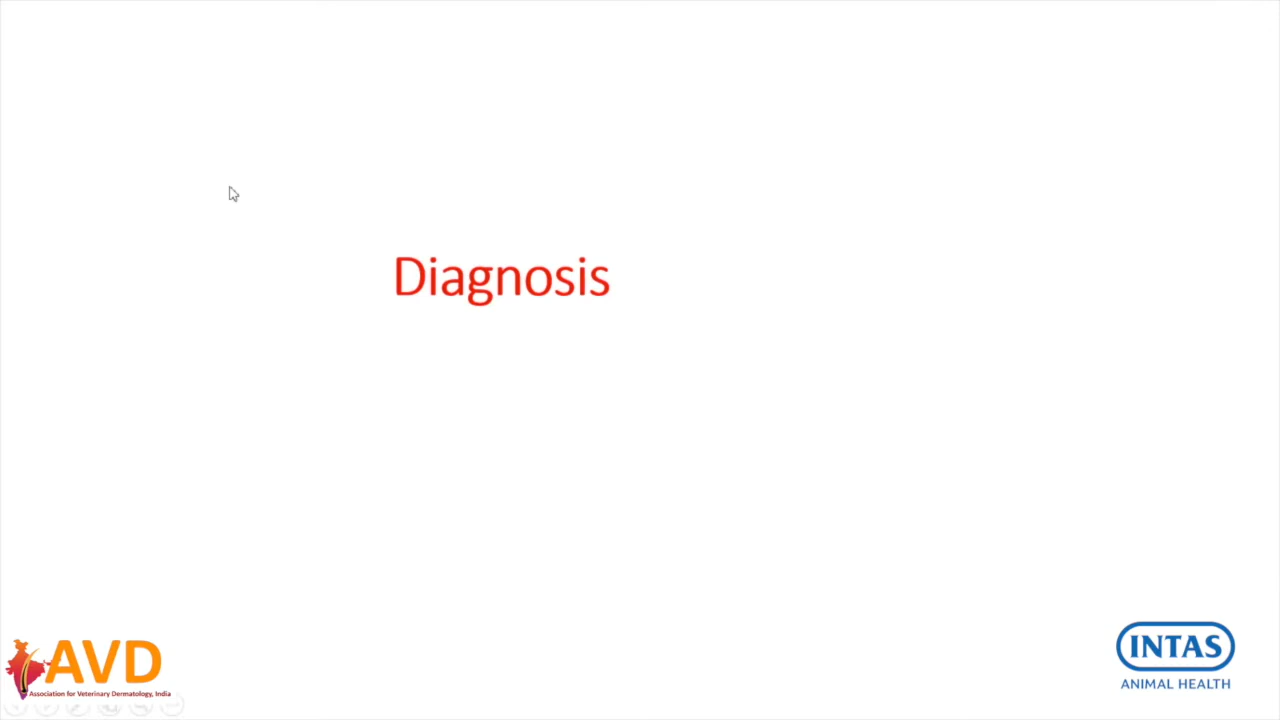 Diagnosis
AVD
Association for Veterinary Dermatology, India
INTAS
ANIMAL HEALTH